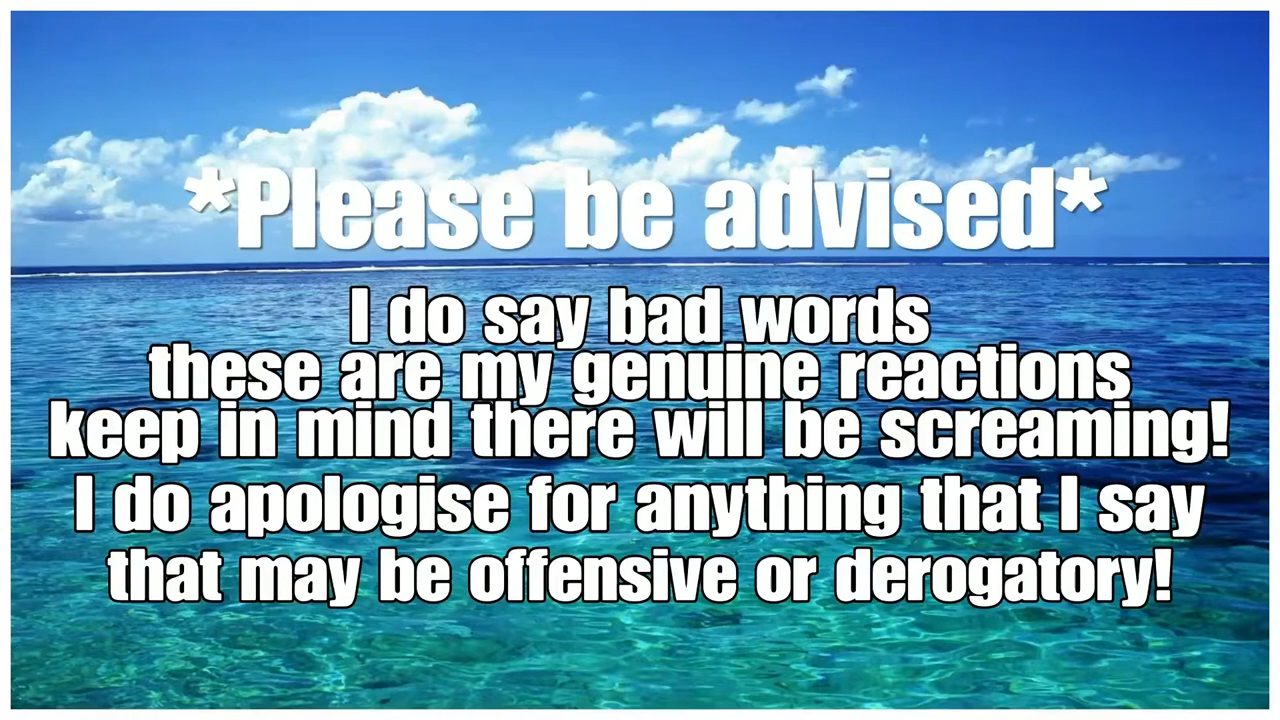 *Please be advised*
I do say bad words
these are my genuine reactions
keep in mind there will be screaming!
I do apologise for anything that I say
that may be offensive or derogatory!